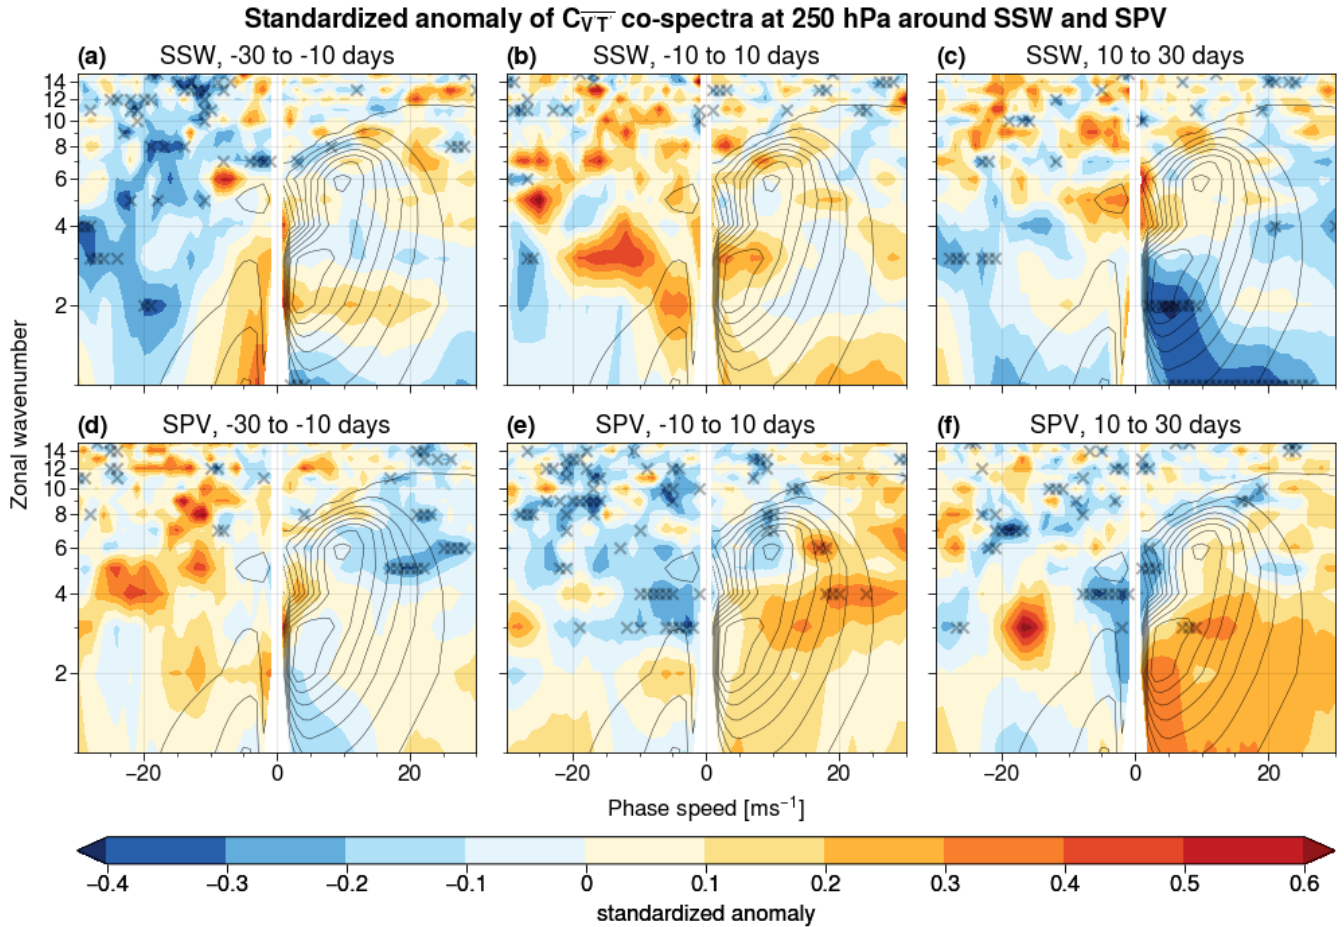 Standardized anomaly of C_V'T' co-spectra at 250 hPa around SSW and SPV
(a) SSW, -30 to -10 days
(b) SSW, -10 to 10 days
(c) SSW, 10 to 30 days
14
12
10
8
6
4
2
(d) SPV, -30 to -10 days
(e) SPV, -10 to 10 days
(f) SPV, 10 to 30 days
14
12
10
8
6
4
2
Zonal wavenumber
−20 0 20 −20 0 20 −20 0 20
Phase speed [ms⁻¹]
−0.4 −0.3 −0.2 −0.1 0 0.1 0.2 0.3 0.4 0.5 0.6
standardized anomaly